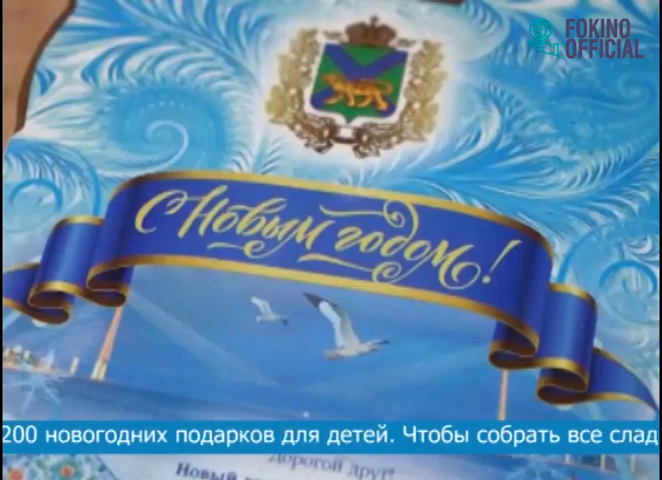 FOKINO
OFFICIAL
С Новым годом!
200 новогодних подарков для детей. Чтобы собрать все слад
Дорогой друг!
Новый